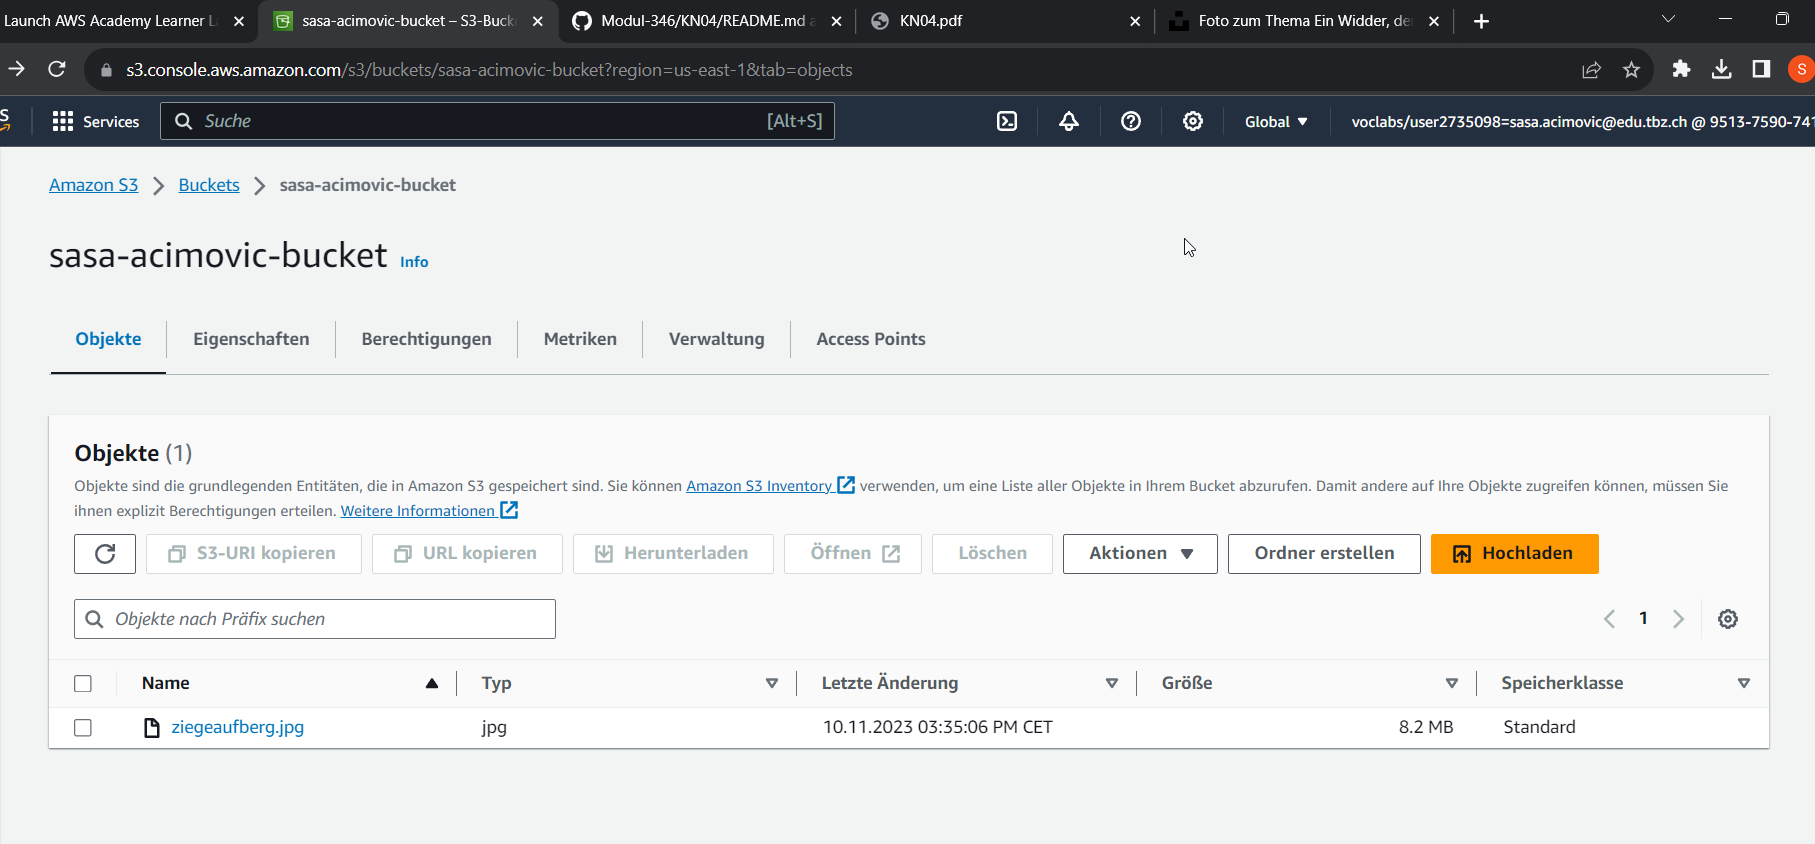 Launch AWS Academy Learner L
sasa-acimovic-bucket – S3-Buck
Modul-346/KN04/README.md a
KN04.pdf
Foto zum Thema Ein Widder, de
s3.console.aws.amazon.com/s3/buckets/sasa-acimovic-bucket?region=us-east-1&tab=objects
S
Services
Suche
[Alt+S]
Global
voclabs/user2735098=sasa.acimovic@edu.tbz.ch @ 9513-7590-741
Amazon S3 > Buckets > sasa-acimovic-bucket
sasa-acimovic-bucket Info
Objekte
Eigenschaften
Berechtigungen
Metriken
Verwaltung
Access Points
Objekte (1)
Objekte sind die grundlegenden Entitäten, die in Amazon S3 gespeichert sind. Sie können Amazon S3 Inventory verwenden, um eine Liste aller Objekte in Ihrem Bucket abzurufen. Damit andere auf Ihre Objekte zugreifen können, müssen Sie
ihnen explizit Berechtigungen erteilen. Weitere Informationen
S3-URI kopieren
URL kopieren
Herunterladen
Öffnen
Löschen
Aktionen
Ordner erstellen
Hochladen
Objekte nach Präfix suchen
1
Name
Typ
Letzte Änderung
Größe
Speicherklasse
ziegeaufberg.jpg
jpg
10.11.2023 03:35:06 PM CET
8.2 MB
Standard